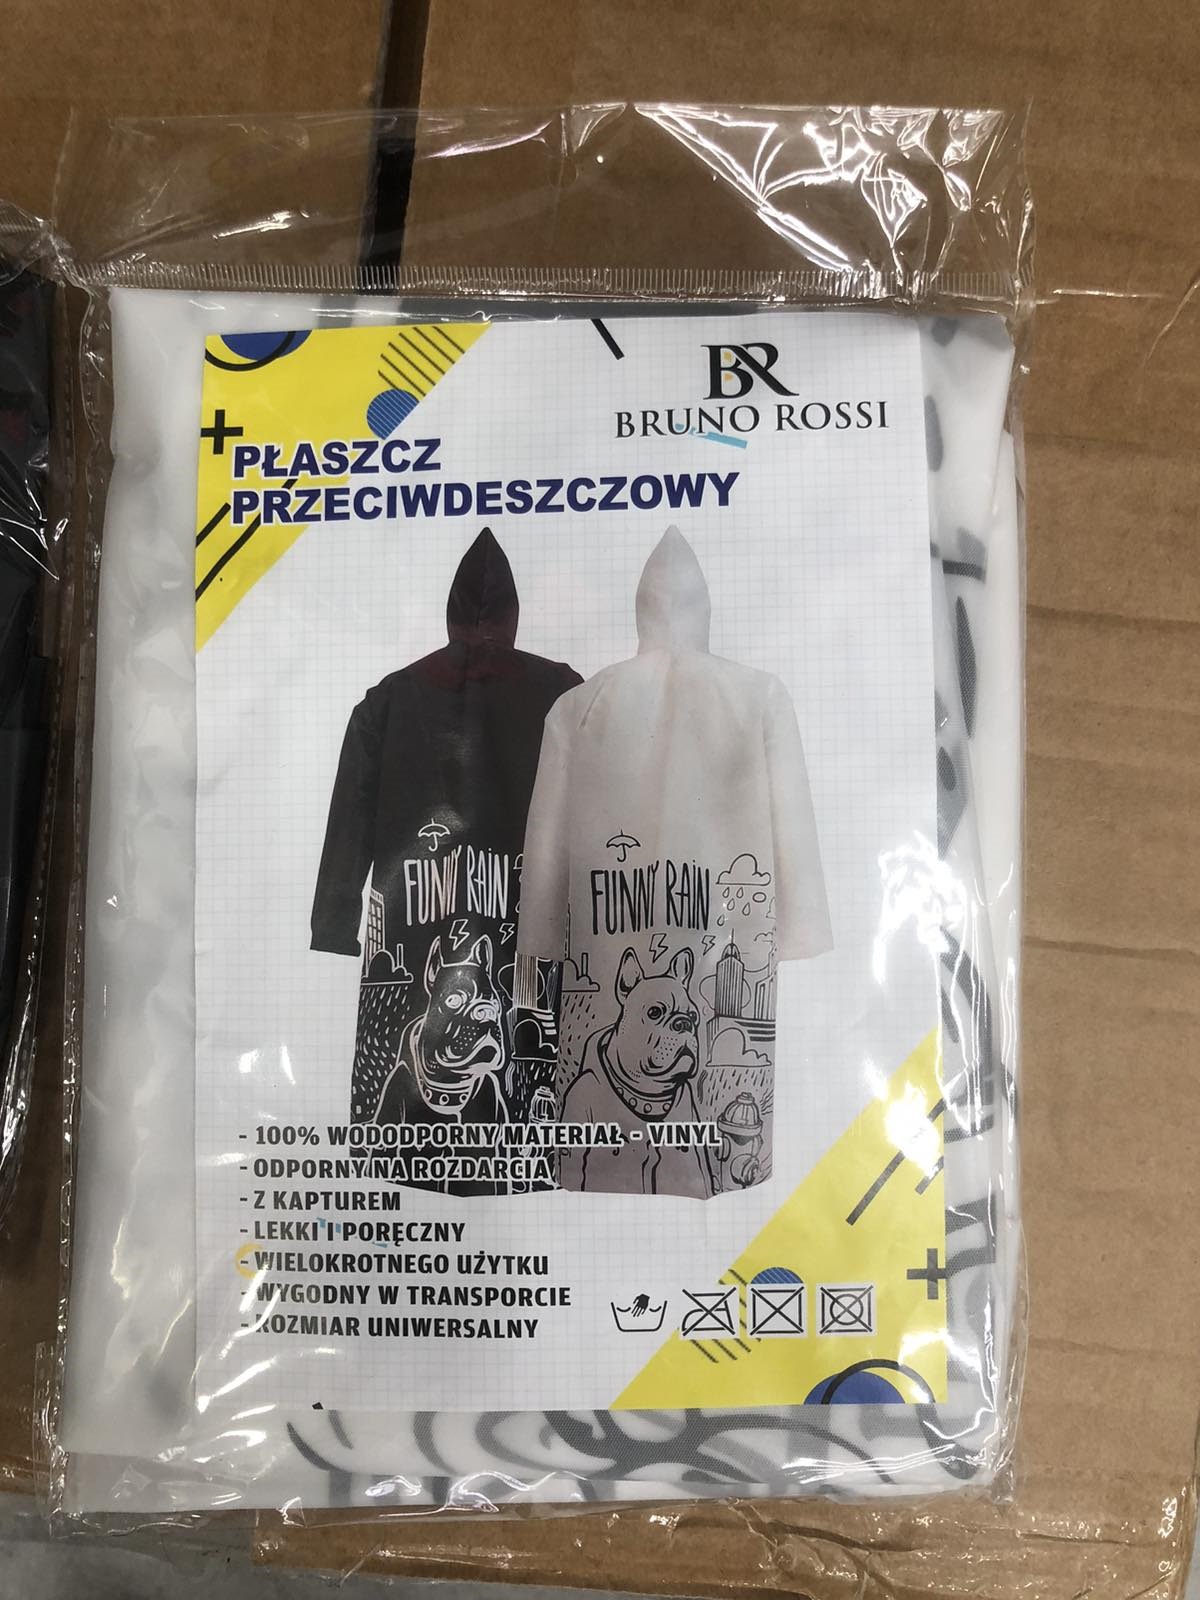 BR
BRUNO ROSSI
PŁASZCZ
PRZECIWDESZCZOWY
FUNNY RAIN
FUNNY RAIN
- 100% WODODPORNY MATERIAŁ - VINYL
- ODPORNY NA ROZDARCIA
- Z KAPTUREM
- LEKKI I PORĘCZNY
- WIELOKROTNEGO UŻYTKU
- WYGODNY W TRANSPORCIE
- ROZMIAR UNIWERSALNY